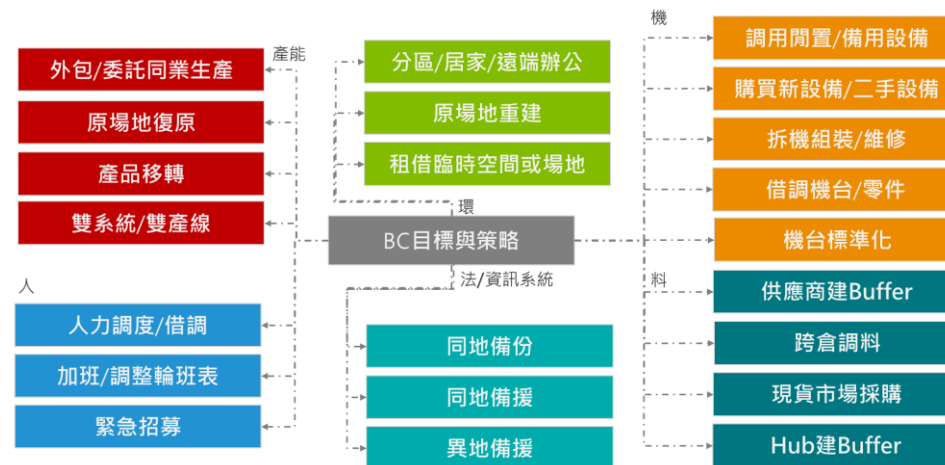 產能
外包/委託同業生產
原場地復原
產品移轉
雙系統/雙產線
人
人力調度/借調
加班/調整輪班表
緊急招募
分區/居家/遠端辦公
原場地重建
租借臨時空間或場地
環
BC目標與策略
法/資訊系統
同地備份
同地備援
異地備援
機
調用閒置/備用設備
購買新設備/二手設備
拆機組裝/維修
借調機台/零件
機台標準化
料
供應商建Buffer
跨倉調料
現貨市場採購
Hub建Buffer